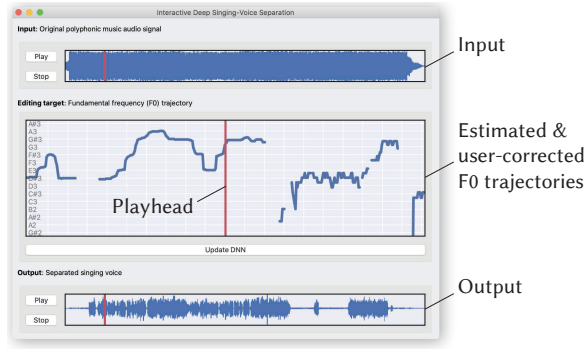 Interactive Deep Singing-Voice Separation
Input: Original polyphonic music audio signal
Play
Stop
Input
Editing target: Fundamental frequency (F0) trajectory
A#3
A3
G#3
G3
F#3
F3
E3
D#3
D3
C#3
C3
B2
A#2
A2
G#2
Playhead
Estimated &
user-corrected
F0 trajectories
Update DNN
Output: Separated singing voice
Play
Stop
Output